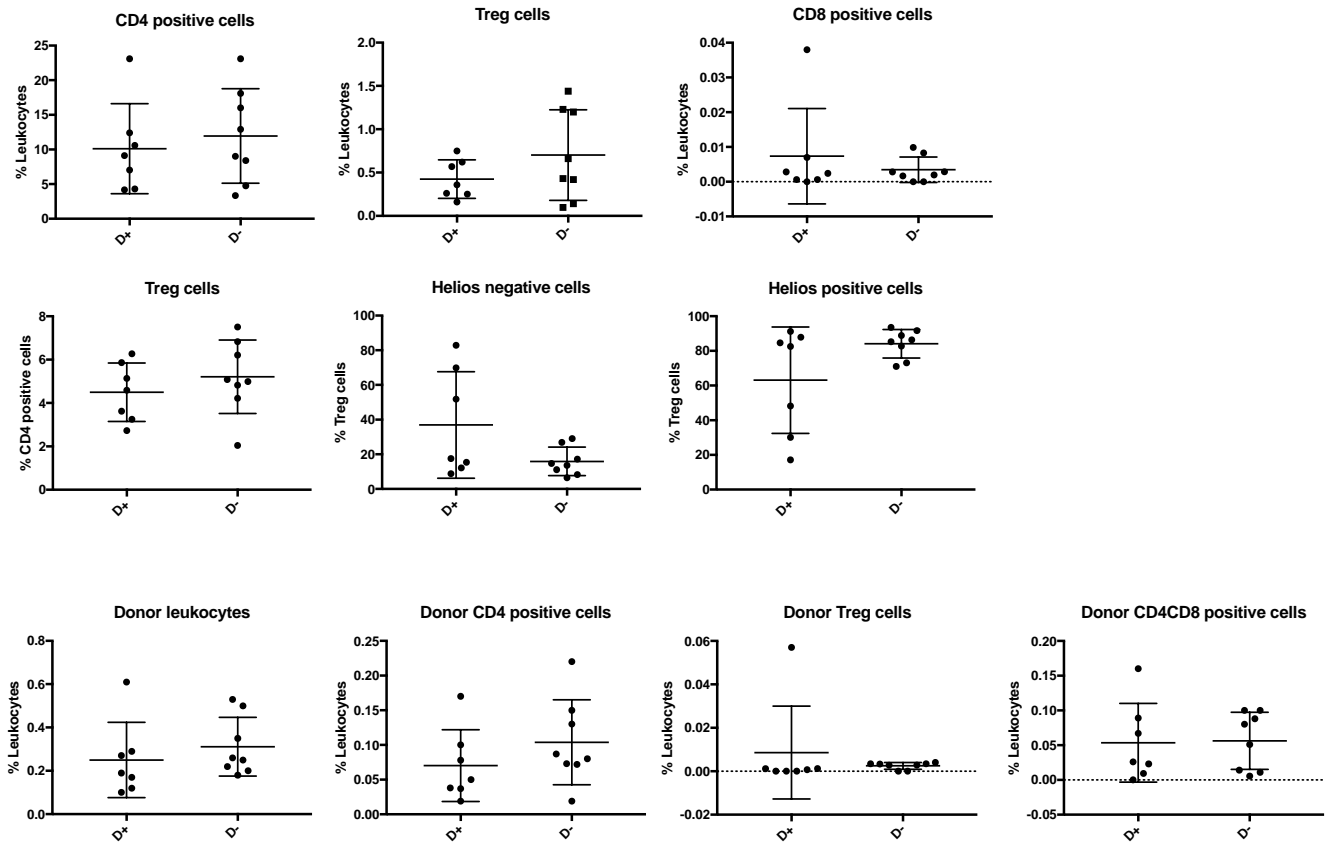 CD4 positive cells
% Leukocytes
25
20
15
10
5
0
D+
D-
Treg cells
% Leukocytes
2.0
1.5
1.0
0.5
0.0
D+
D-
CD8 positive cells
% Leukocytes
0.04
0.03
0.02
0.01
0.00
-0.01
D+
D-
Treg cells
% CD4 positive cells
8
6
4
2
0
D+
D-
Helios negative cells
% Treg cells
100
80
60
40
20
0
D+
D-
Helios positive cells
% Treg cells
100
80
60
40
20
0
D+
D-
Donor leukocytes
% Leukocytes
0.8
0.6
0.4
0.2
0.0
D+
D-
Donor CD4 positive cells
% Leukocytes
0.25
0.20
0.15
0.10
0.05
0.00
D+
D-
Donor Treg cells
% Leukocytes
0.06
0.04
0.02
0.00
-0.02
D+
D-
Donor CD4CD8 positive cells
% Leukocytes
0.20
0.15
0.10
0.05
0.00
-0.05
D+
D-